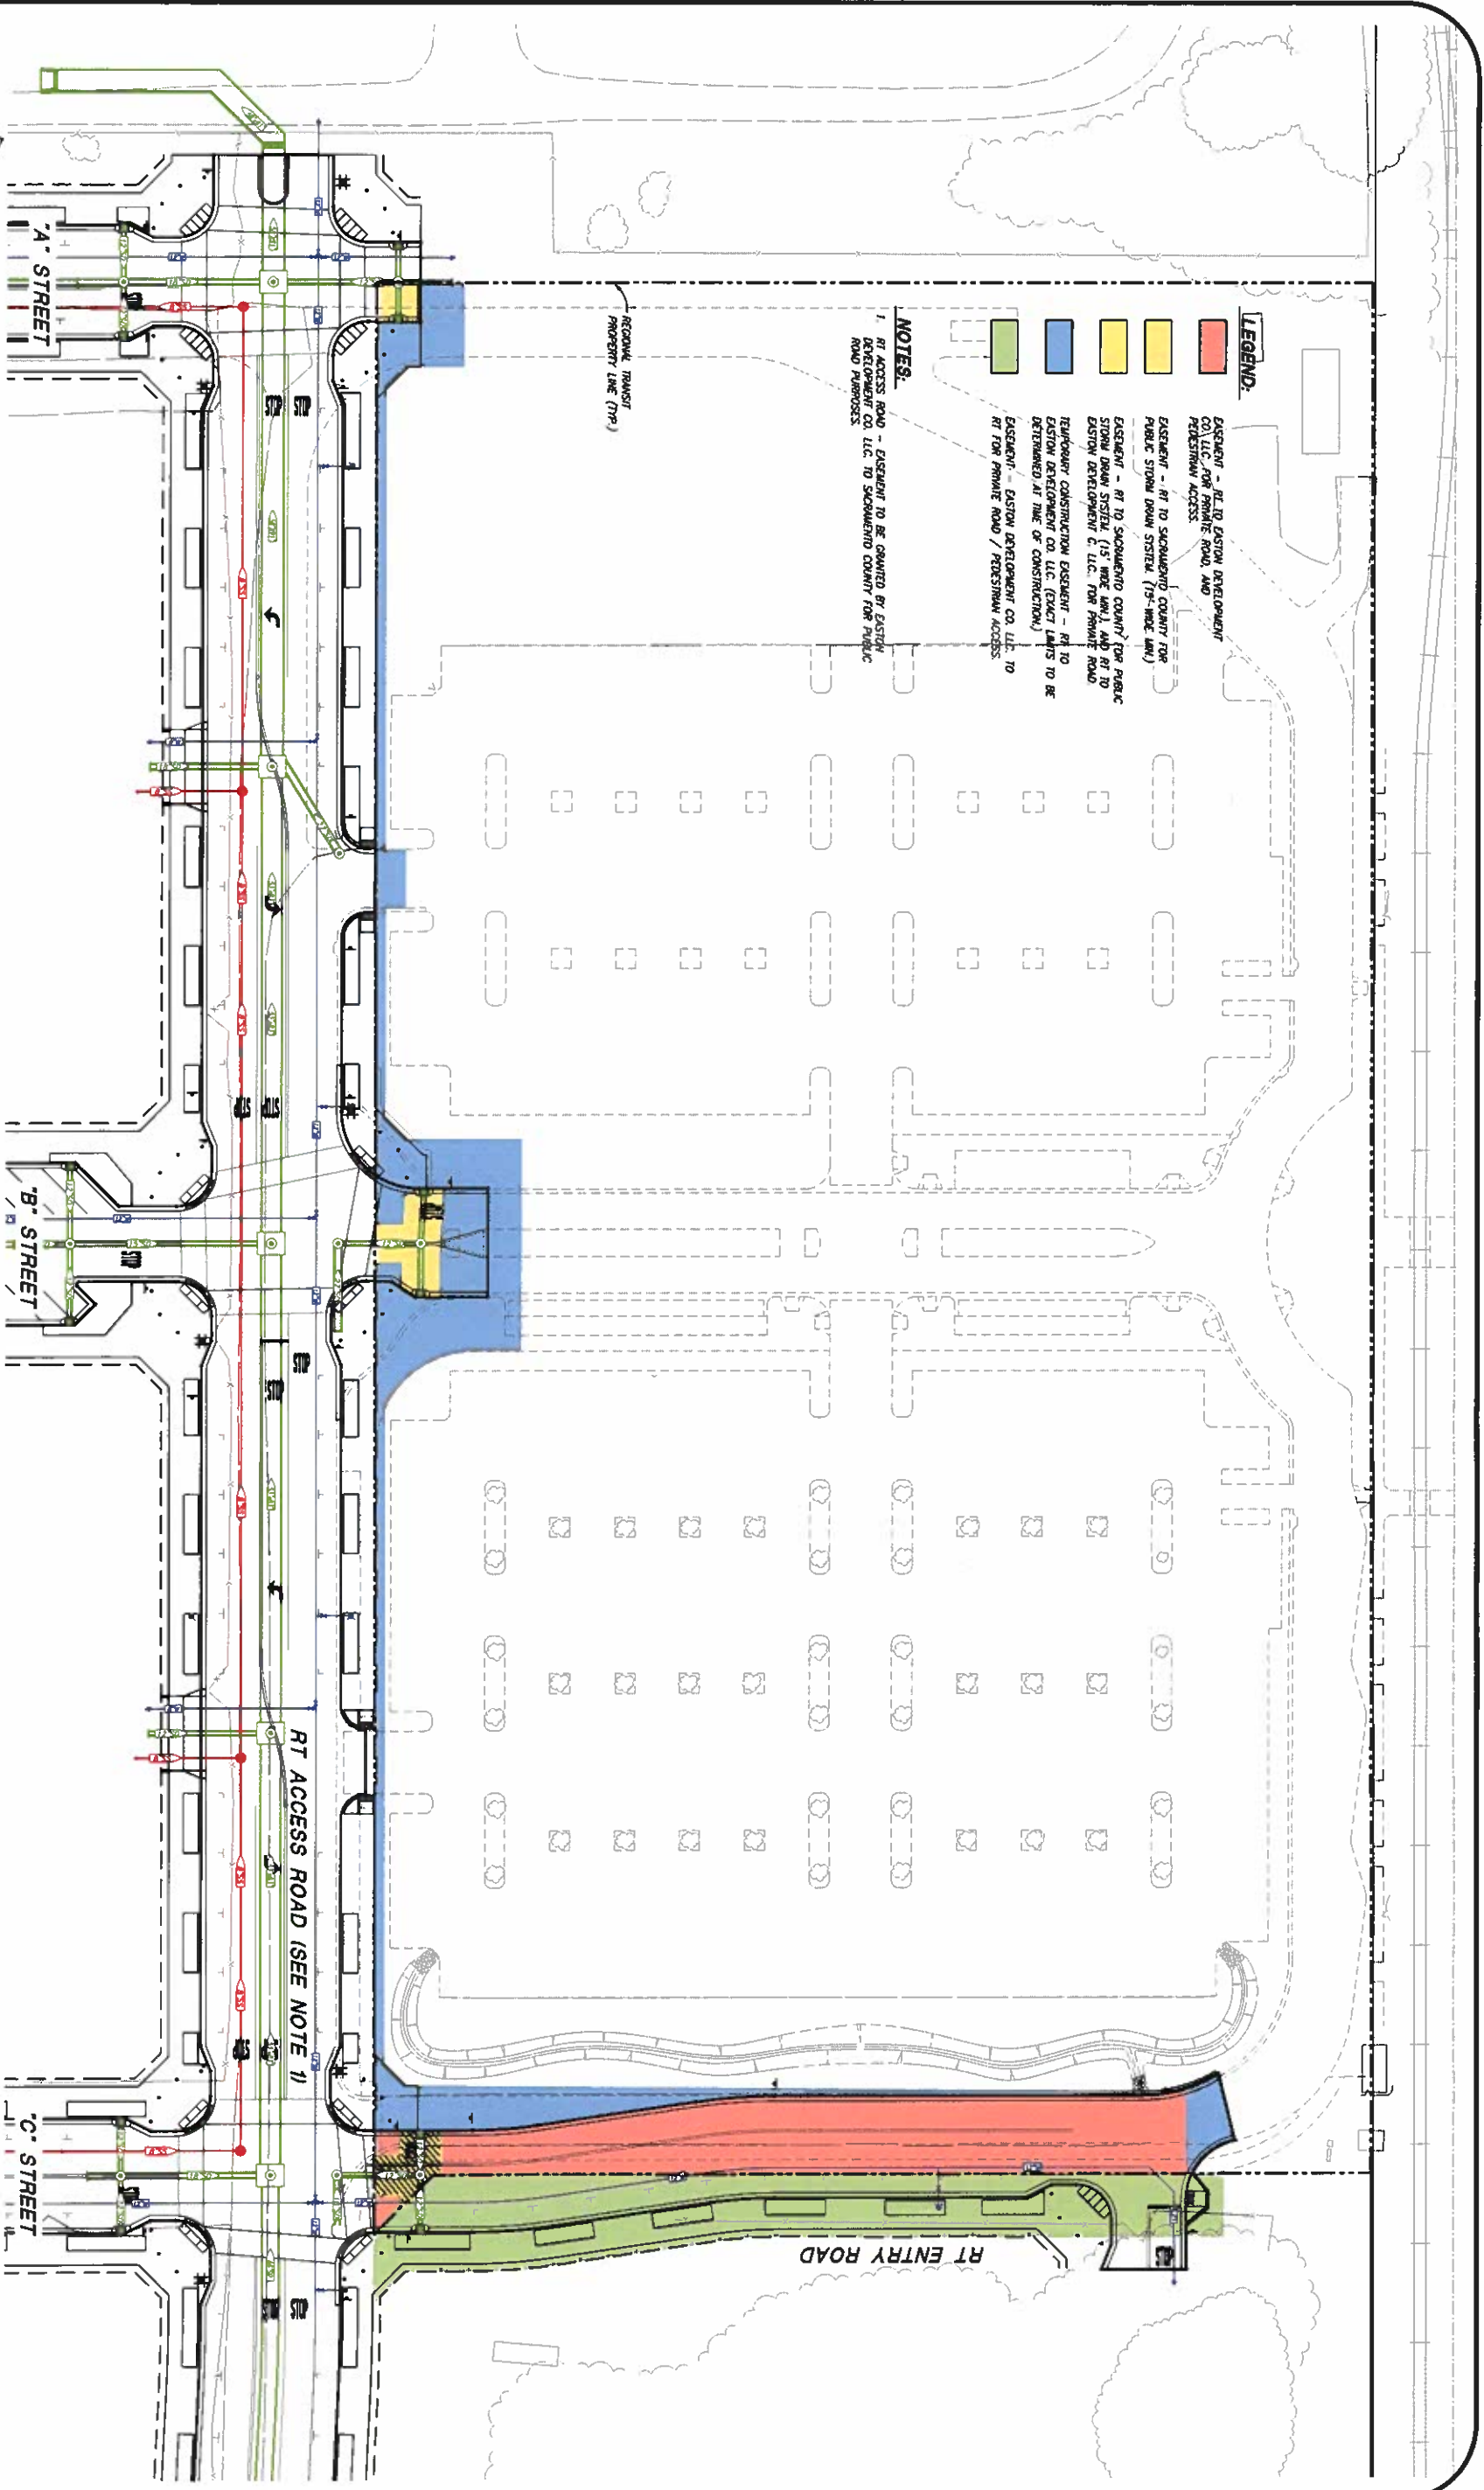 LEGEND:
EASEMENT - RT TO EASTON DEVELOPMENT
CO. LLC. FOR PRIVATE ROAD, AND
PEDESTRIAN ACCESS.
EASEMENT - RT TO SACRAMENTO COUNTY FOR
PUBLIC STORM DRAIN SYSTEM. (15'-WIDE MIN.)
EASEMENT - RT TO SACRAMENTO COUNTY FOR PUBLIC
STORM DRAIN SYSTEM. (15' WIDE MIN.), AND RT TO
EASTON DEVELOPMENT C. LLC. FOR PRIVATE ROAD
TEMPORARY CONSTRUCTION EASEMENT - RT TO
EASTON DEVELOPMENT CO. LLC. (EXACT LIMITS TO BE
DETERMINED AT TIME OF CONSTRUCTION.)
EASEMENT - EASTON DEVELOPMENT CO. LLC. TO
RT FOR PRIVATE ROAD / PEDESTRIAN ACCESS.
NOTES:
1. RT ACCESS ROAD - EASEMENT TO BE GRANTED BY EASTON
DEVELOPMENT CO. LLC. TO SACRAMENTO COUNTY FOR PUBLIC
ROAD PURPOSES.
REGIONAL TRANSIT
PROPERTY LINE (TYP.)
RT ENTRY ROAD
RT ACCESS ROAD (SEE NOTE 1)
STOP
STOP
STOP
STOP
STOP
STOP
STOP
STOP
"A" STREET
"B" STREET
"C" STREET